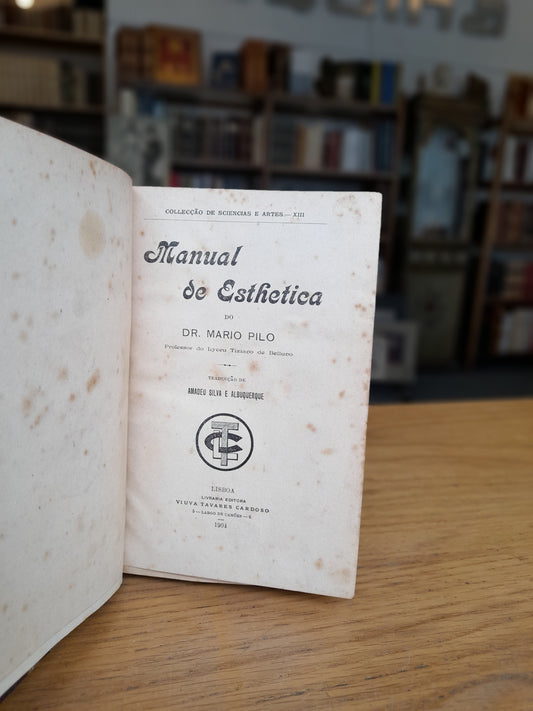 COLLECÇÃO DE SCIENCIAS E ARTES — XIII
Manual
de Esthetica
DO
DR. MARIO PILO
Professor do Lyceu Tiziano de Belluno
TRADUCÇÃO DE
AMADEU SILVA E ALBUQUERQUE
LISBOA
LIVRARIA EDITORA
VIUVA TAVARES CARDOSO
5 — LARGO DE CAMÕES — 6
1904